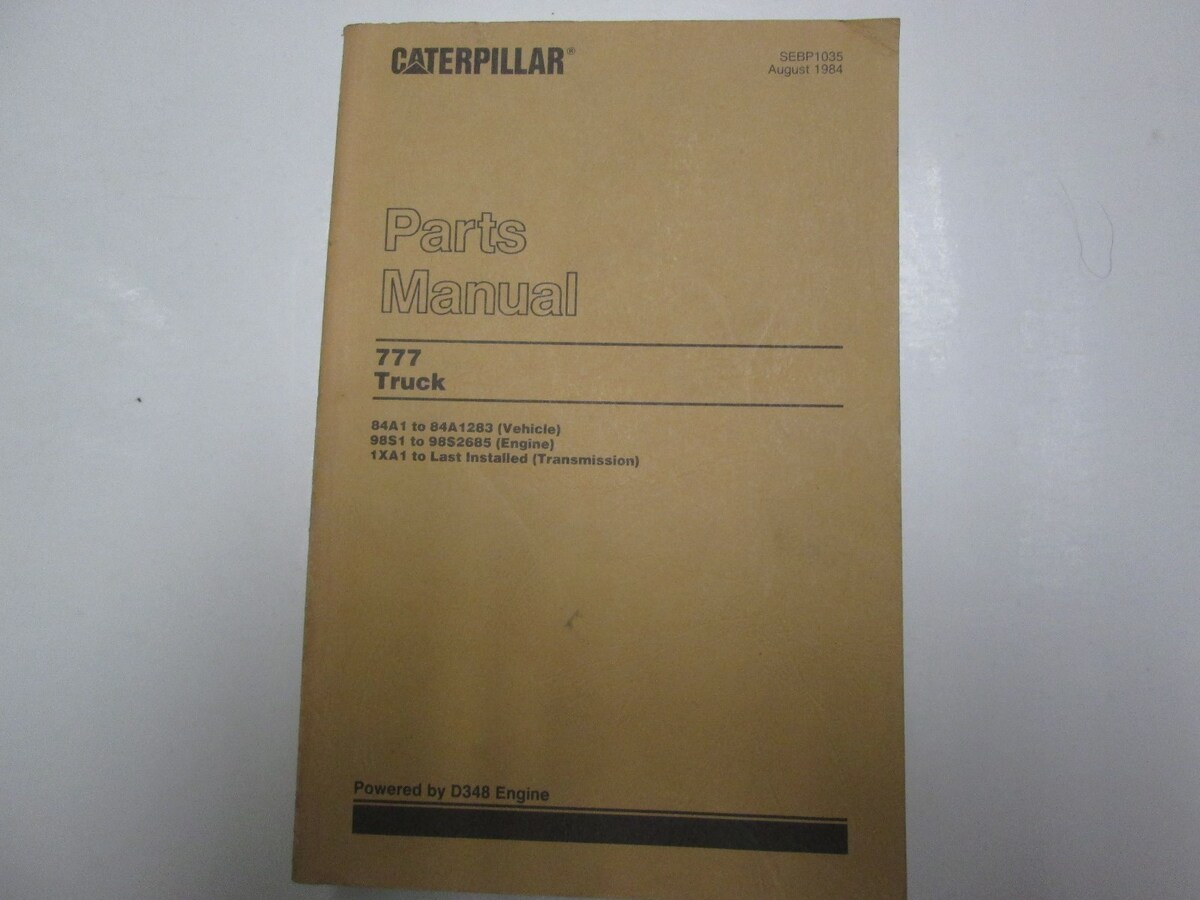 CATERPILLAR®
SEBP1035
August 1984
Parts
Manual
777
Truck
84A1 to 84A1283 (Vehicle)
98S1 to 98S2685 (Engine)
1XA1 to Last Installed (Transmission)
Powered by D348 Engine